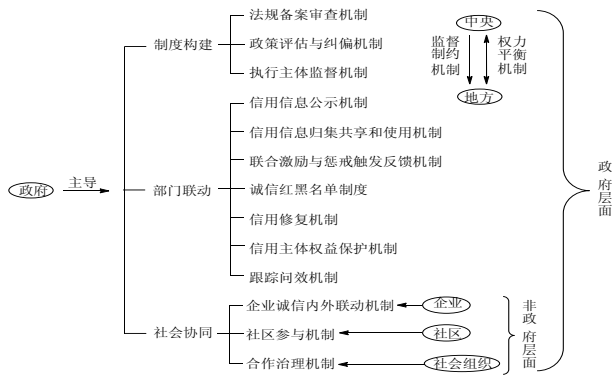 法规备案审查机制
制度构建
政策评估与纠偏机制
执行主体监督机制
中央
监督
制约
机制
权力
平衡
机制
地方
信用信息公示机制
信用信息归集共享和使用机制
联合激励与惩戒触发反馈机制
政府
主导
部门联动
诚信红黑名单制度
信用修复机制
信用主体权益保护机制
跟踪问效机制
政
府
层
面
社会协同
企业诚信内外联动机制
企业
社区参与机制
社区
合作治理机制
社会组织
非
政
府
层
面